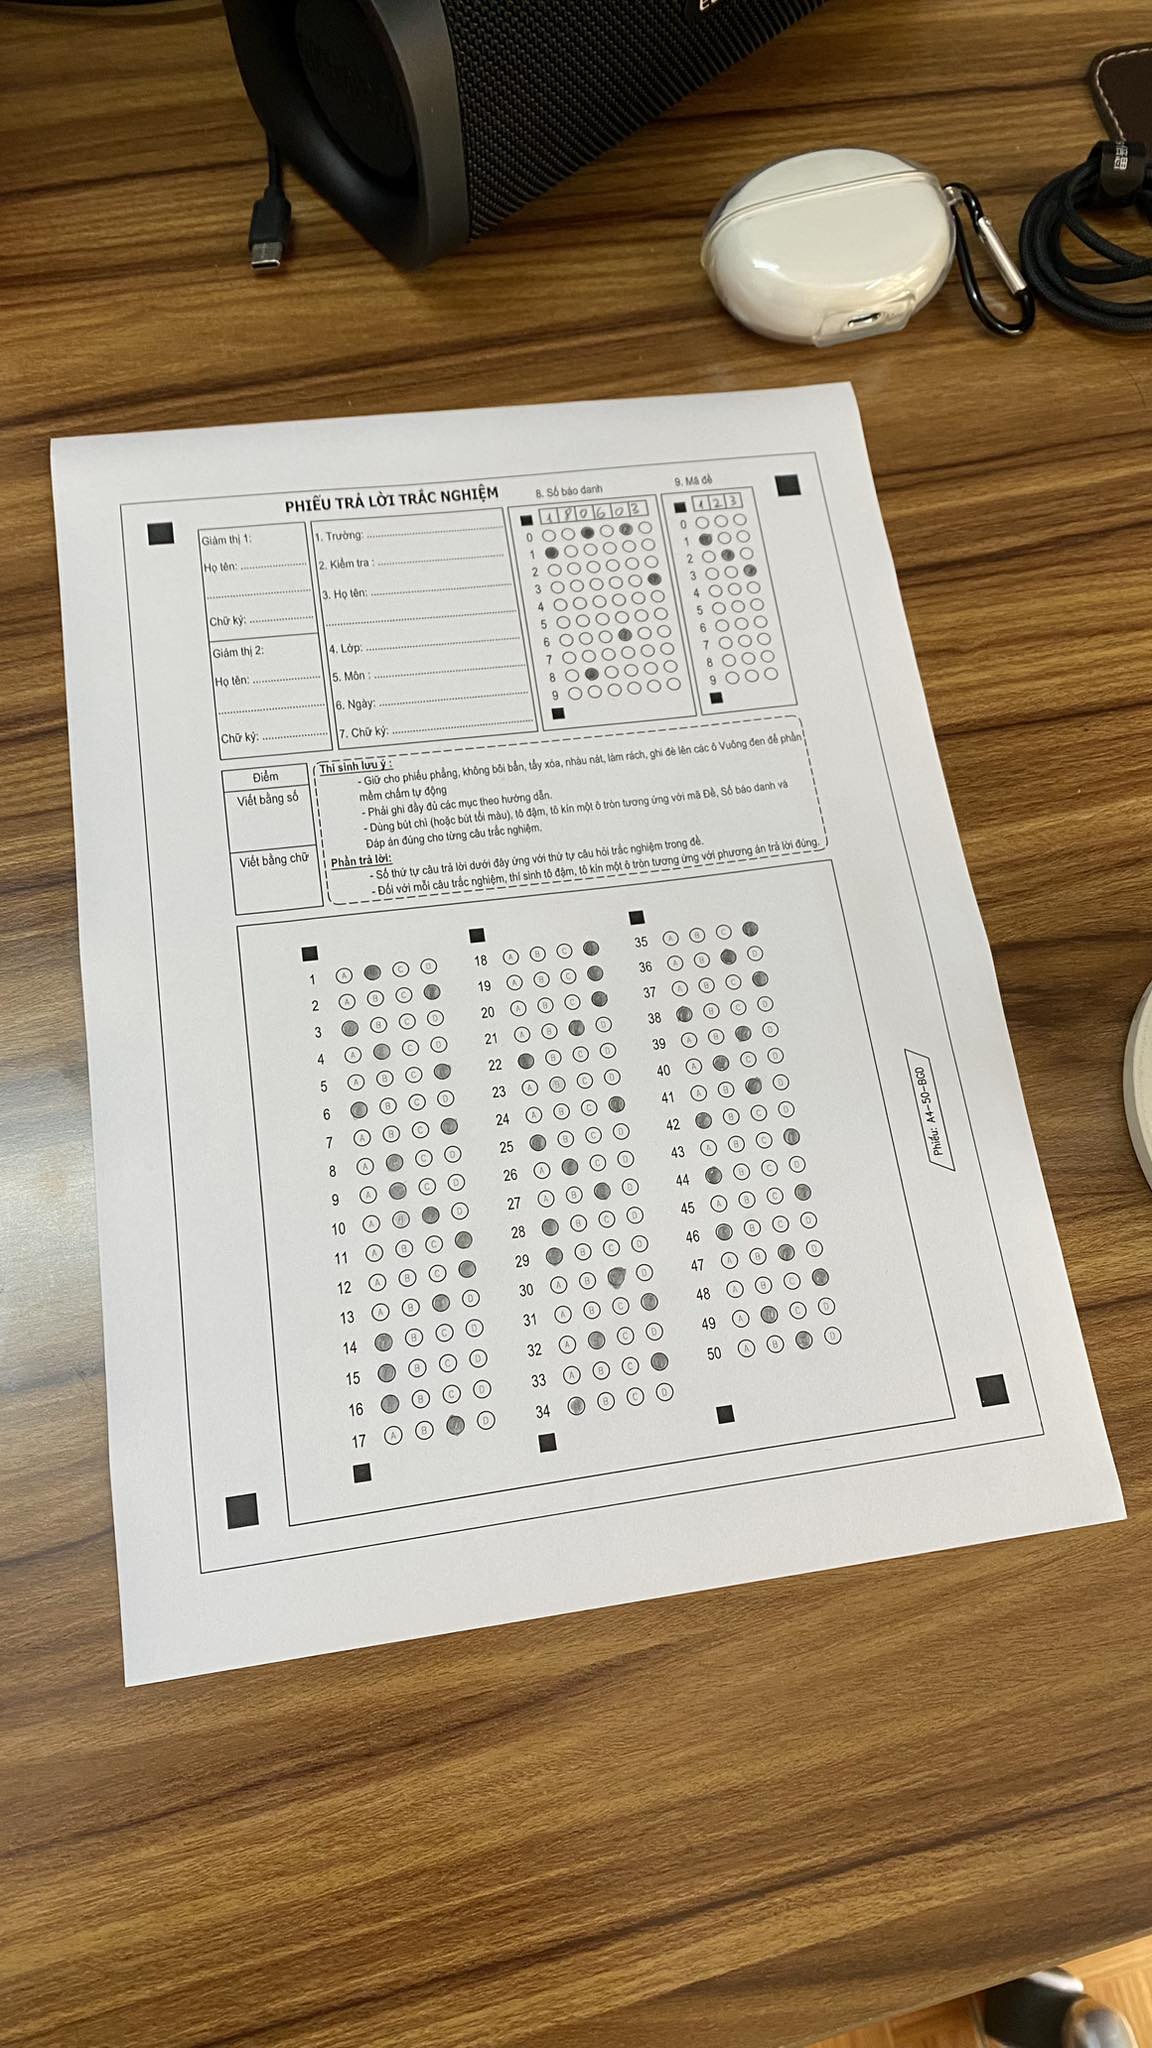 PHIẾU TRẢ LỜI TRẮC NGHIỆM
8. Số báo danh
9. Mã đề
180603
123
Giám thị 1:
Họ tên:
Chữ ký:
Giám thị 2:
Họ tên:
Chữ ký:
1. Trường:
2. Kiểm tra :
3. Họ tên:
4. Lớp:
5. Môn :
6. Ngày:
7. Chữ ký:
0
1
2
3
4
5
6
7
8
9
0
1
2
3
4
5
6
7
8
9
Điểm
Viết bằng số
Viết bằng chữ
Thí sinh lưu ý :
- Giữ cho phiếu phẳng, không bôi bẩn, tẩy xóa, nhàu nát, làm rách, ghi đè lên các ô Vuông đen để phần
mềm chấm tự động
- Phải ghi đầy đủ các mục theo hướng dẫn.
- Dùng bút chì (hoặc bút tối màu), tô đậm, tô kín một ô tròn tương ứng với mã Đề, Số báo danh và
Đáp án đúng cho từng câu trắc nghiệm.
Phần trả lời:
- Số thứ tự câu trả lời dưới đây ứng với thứ tự câu hỏi trắc nghiệm trong đề.
- Đối với mỗi câu trắc nghiệm, thí sinh tô đậm, tô kín một ô tròn tương ứng với phương án trả lời đúng.
1 A C D
2 A B C
3 B C D
4 A C D
5 A B C
6 B C D
7 A B C
8 A C D
9 A C D
10 A B D
11 A B C
12 A B C
13 A B D
14 B C D
15 B C D
16 B C D
17 A B D
18 A B C
19 A B C
20 A B C
21 A B D
22 B C D
23 A B C D
24 A B C
25 B C D
26 A C D
27 A B D
28 B C D
29 B C D
30 A B D
31 A B C
32 A C D
33 A B C
34 B C D
35 A B C
36 A B D
37 A B C
38 B C D
39 A B D
40 A C D
41 A B D
42 B C D
43 A B C
44 B C D
45 A B C
46 B C D
47 A B D
48 A B C
49 A C D
50 A B D
Phiếu: A4-50-BGD